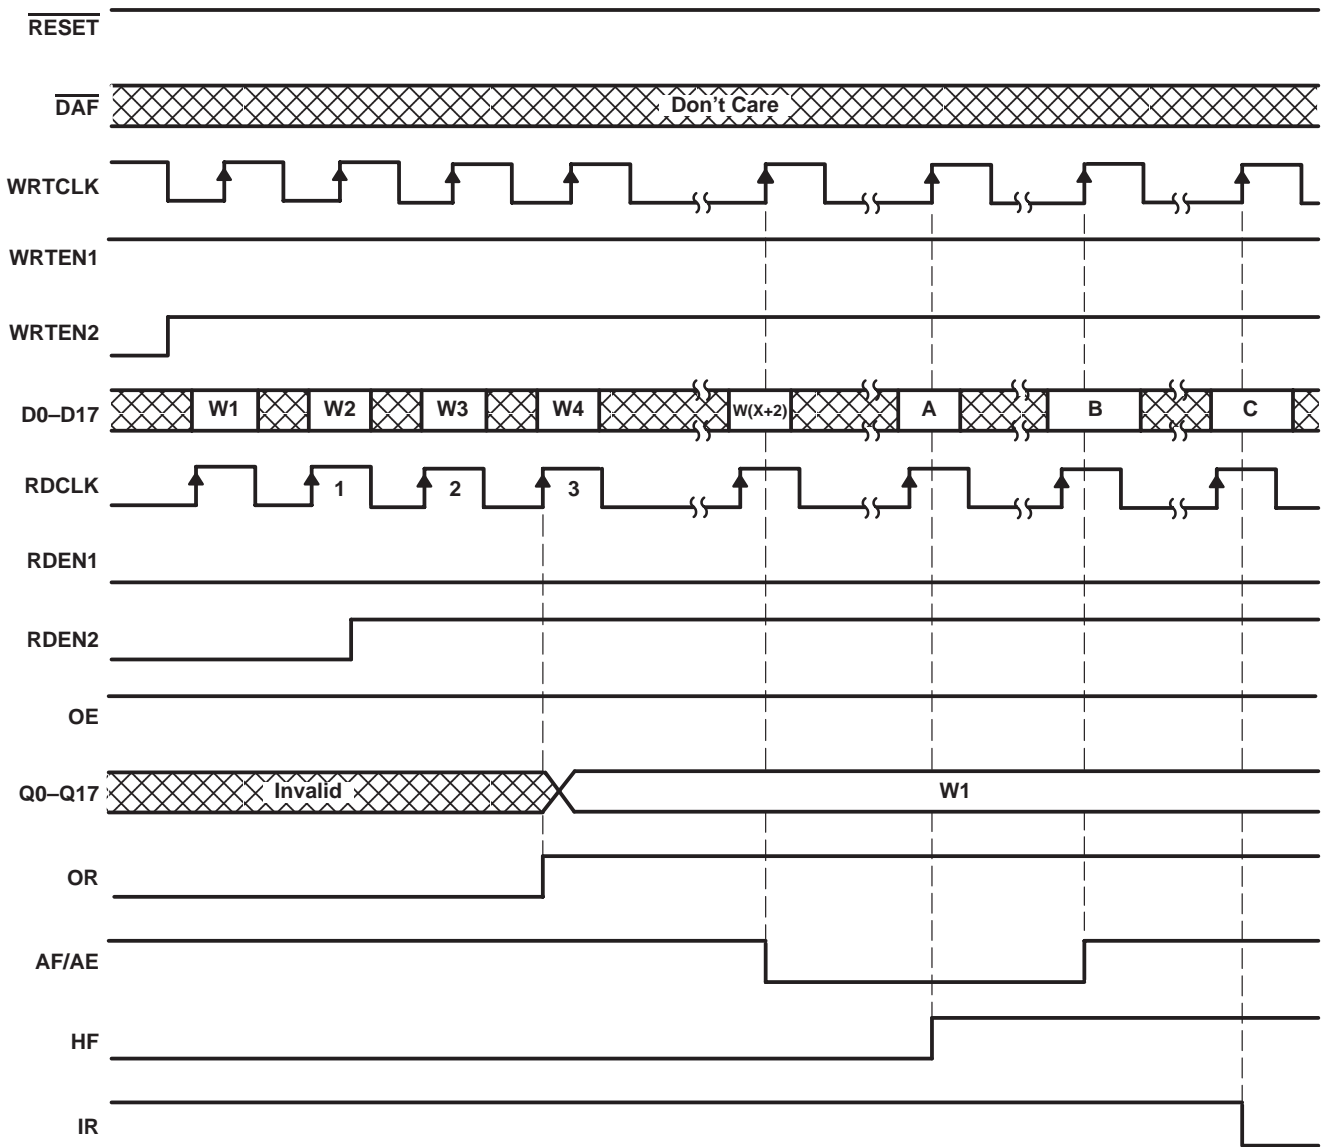 RESET
DAF Don't Care
WRTCLK
WRTEN1
WRTEN2
D0–D17 W1 W2 W3 W4 W(X+2) A B C
RDCLK 1 2 3
RDEN1
RDEN2
OE
Q0–Q17 Invalid W1
OR
AF/AE
HF
IR